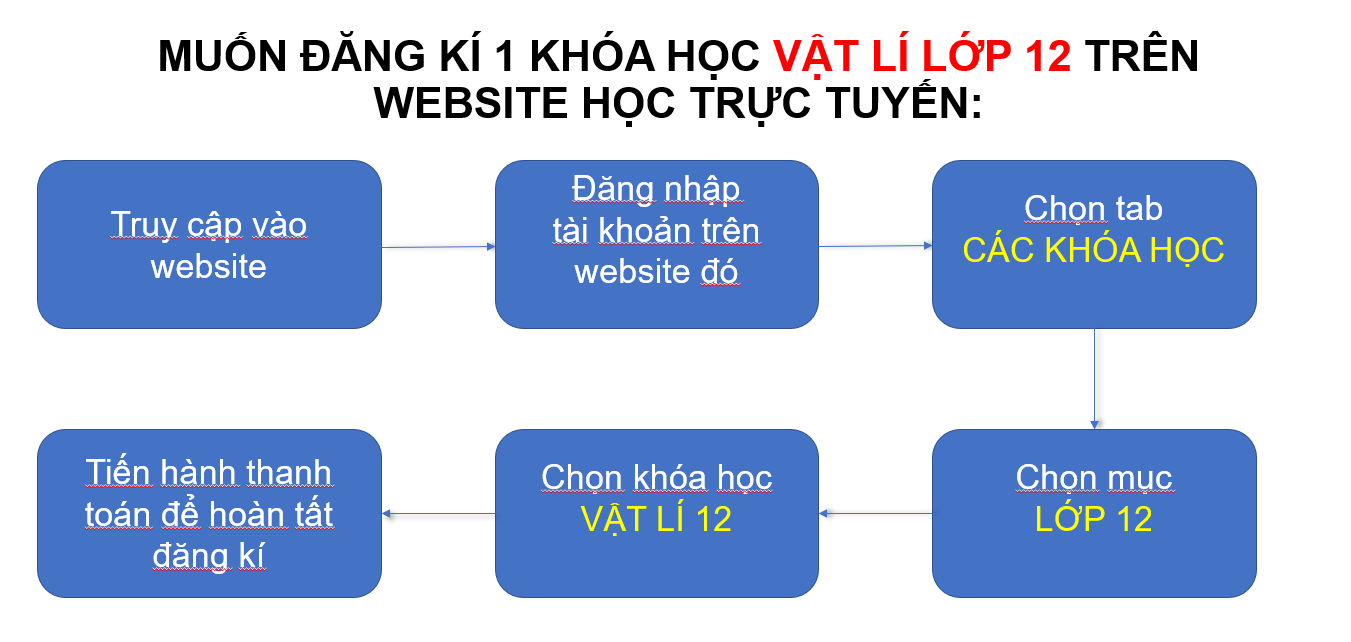 MUỐN ĐĂNG KÍ 1 KHÓA HỌC VẬT LÍ LỚP 12 TRÊN
WEBSITE HỌC TRỰC TUYẾN:
Truy cập vào
website
Đăng nhập
tài khoản trên
website đó
Chọn tab
CÁC KHÓA HỌC
Chọn mục
LỚP 12
Chọn khóa học
VẬT LÍ 12
Tiến hành thanh
toán để hoàn tất
đăng kí